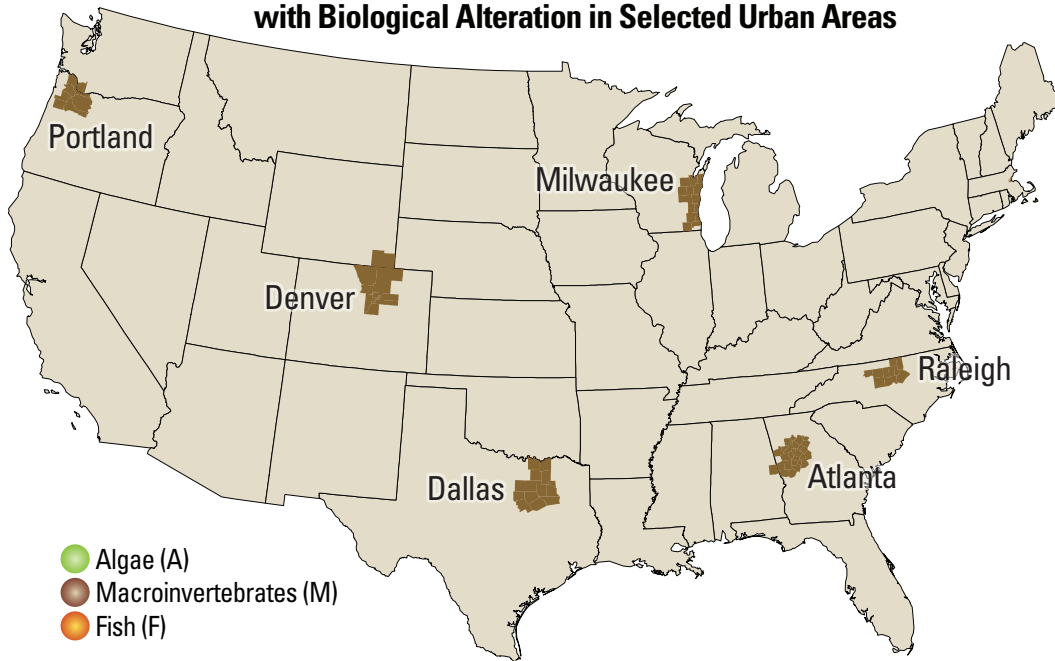 with Biological Alteration in Selected Urban Areas
Portland
Milwaukee
Denver
Raleigh
Dallas
Atlanta
Algae (A)
Macroinvertebrates (M)
Fish (F)